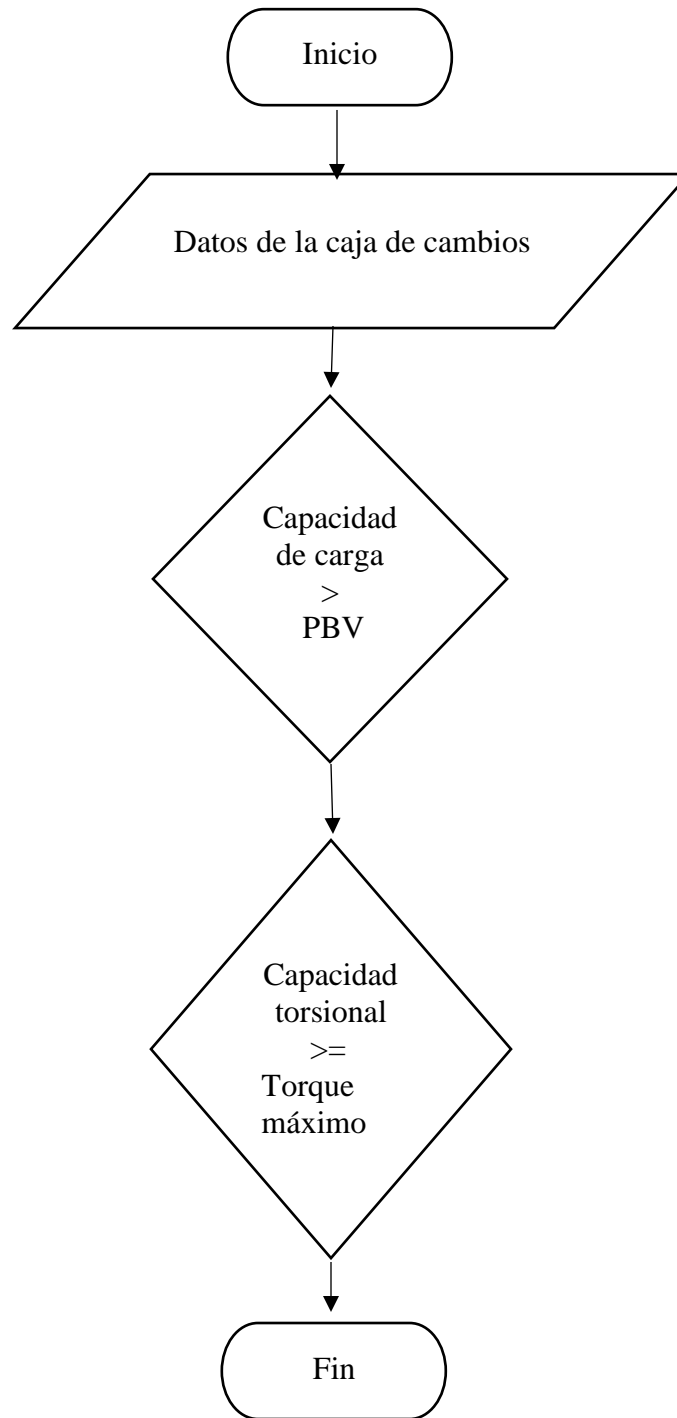 Inicio
Datos de la caja de cambios
Capacidad
de carga
>
PBV
Capacidad
torsional
>=
Torque
máximo
Fin